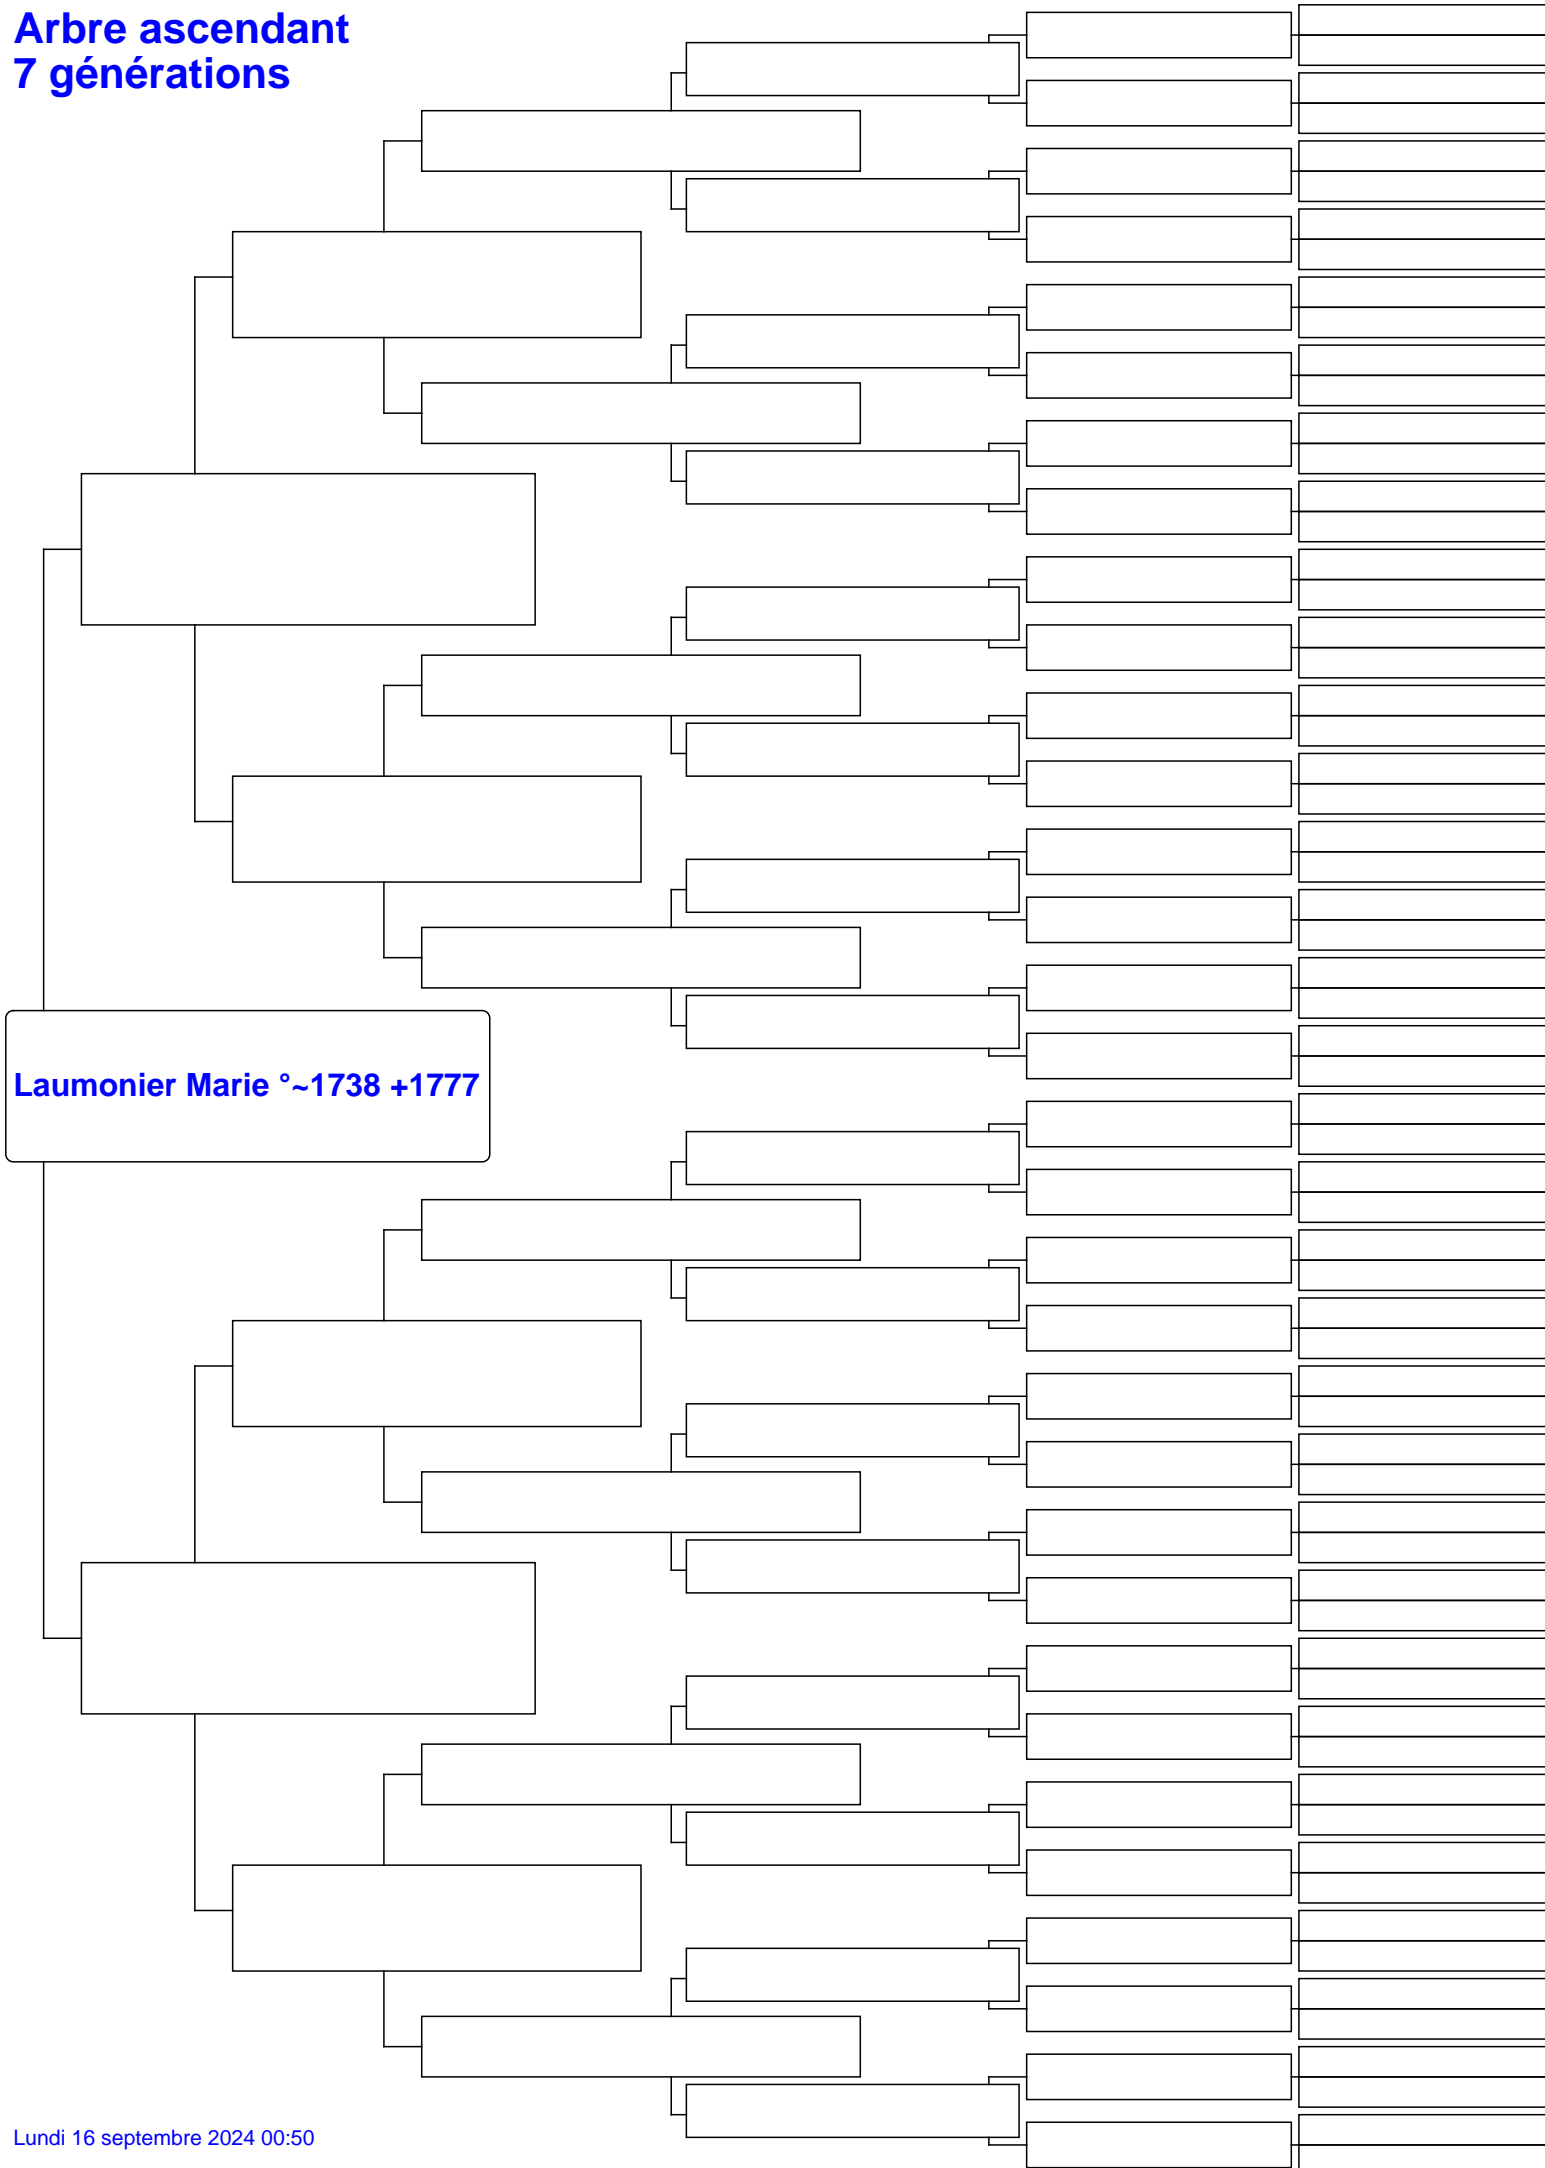 Arbre ascendant
7 générations
Laumonier Marie °~1738 +1777
Lundi 16 septembre 2024 00:50